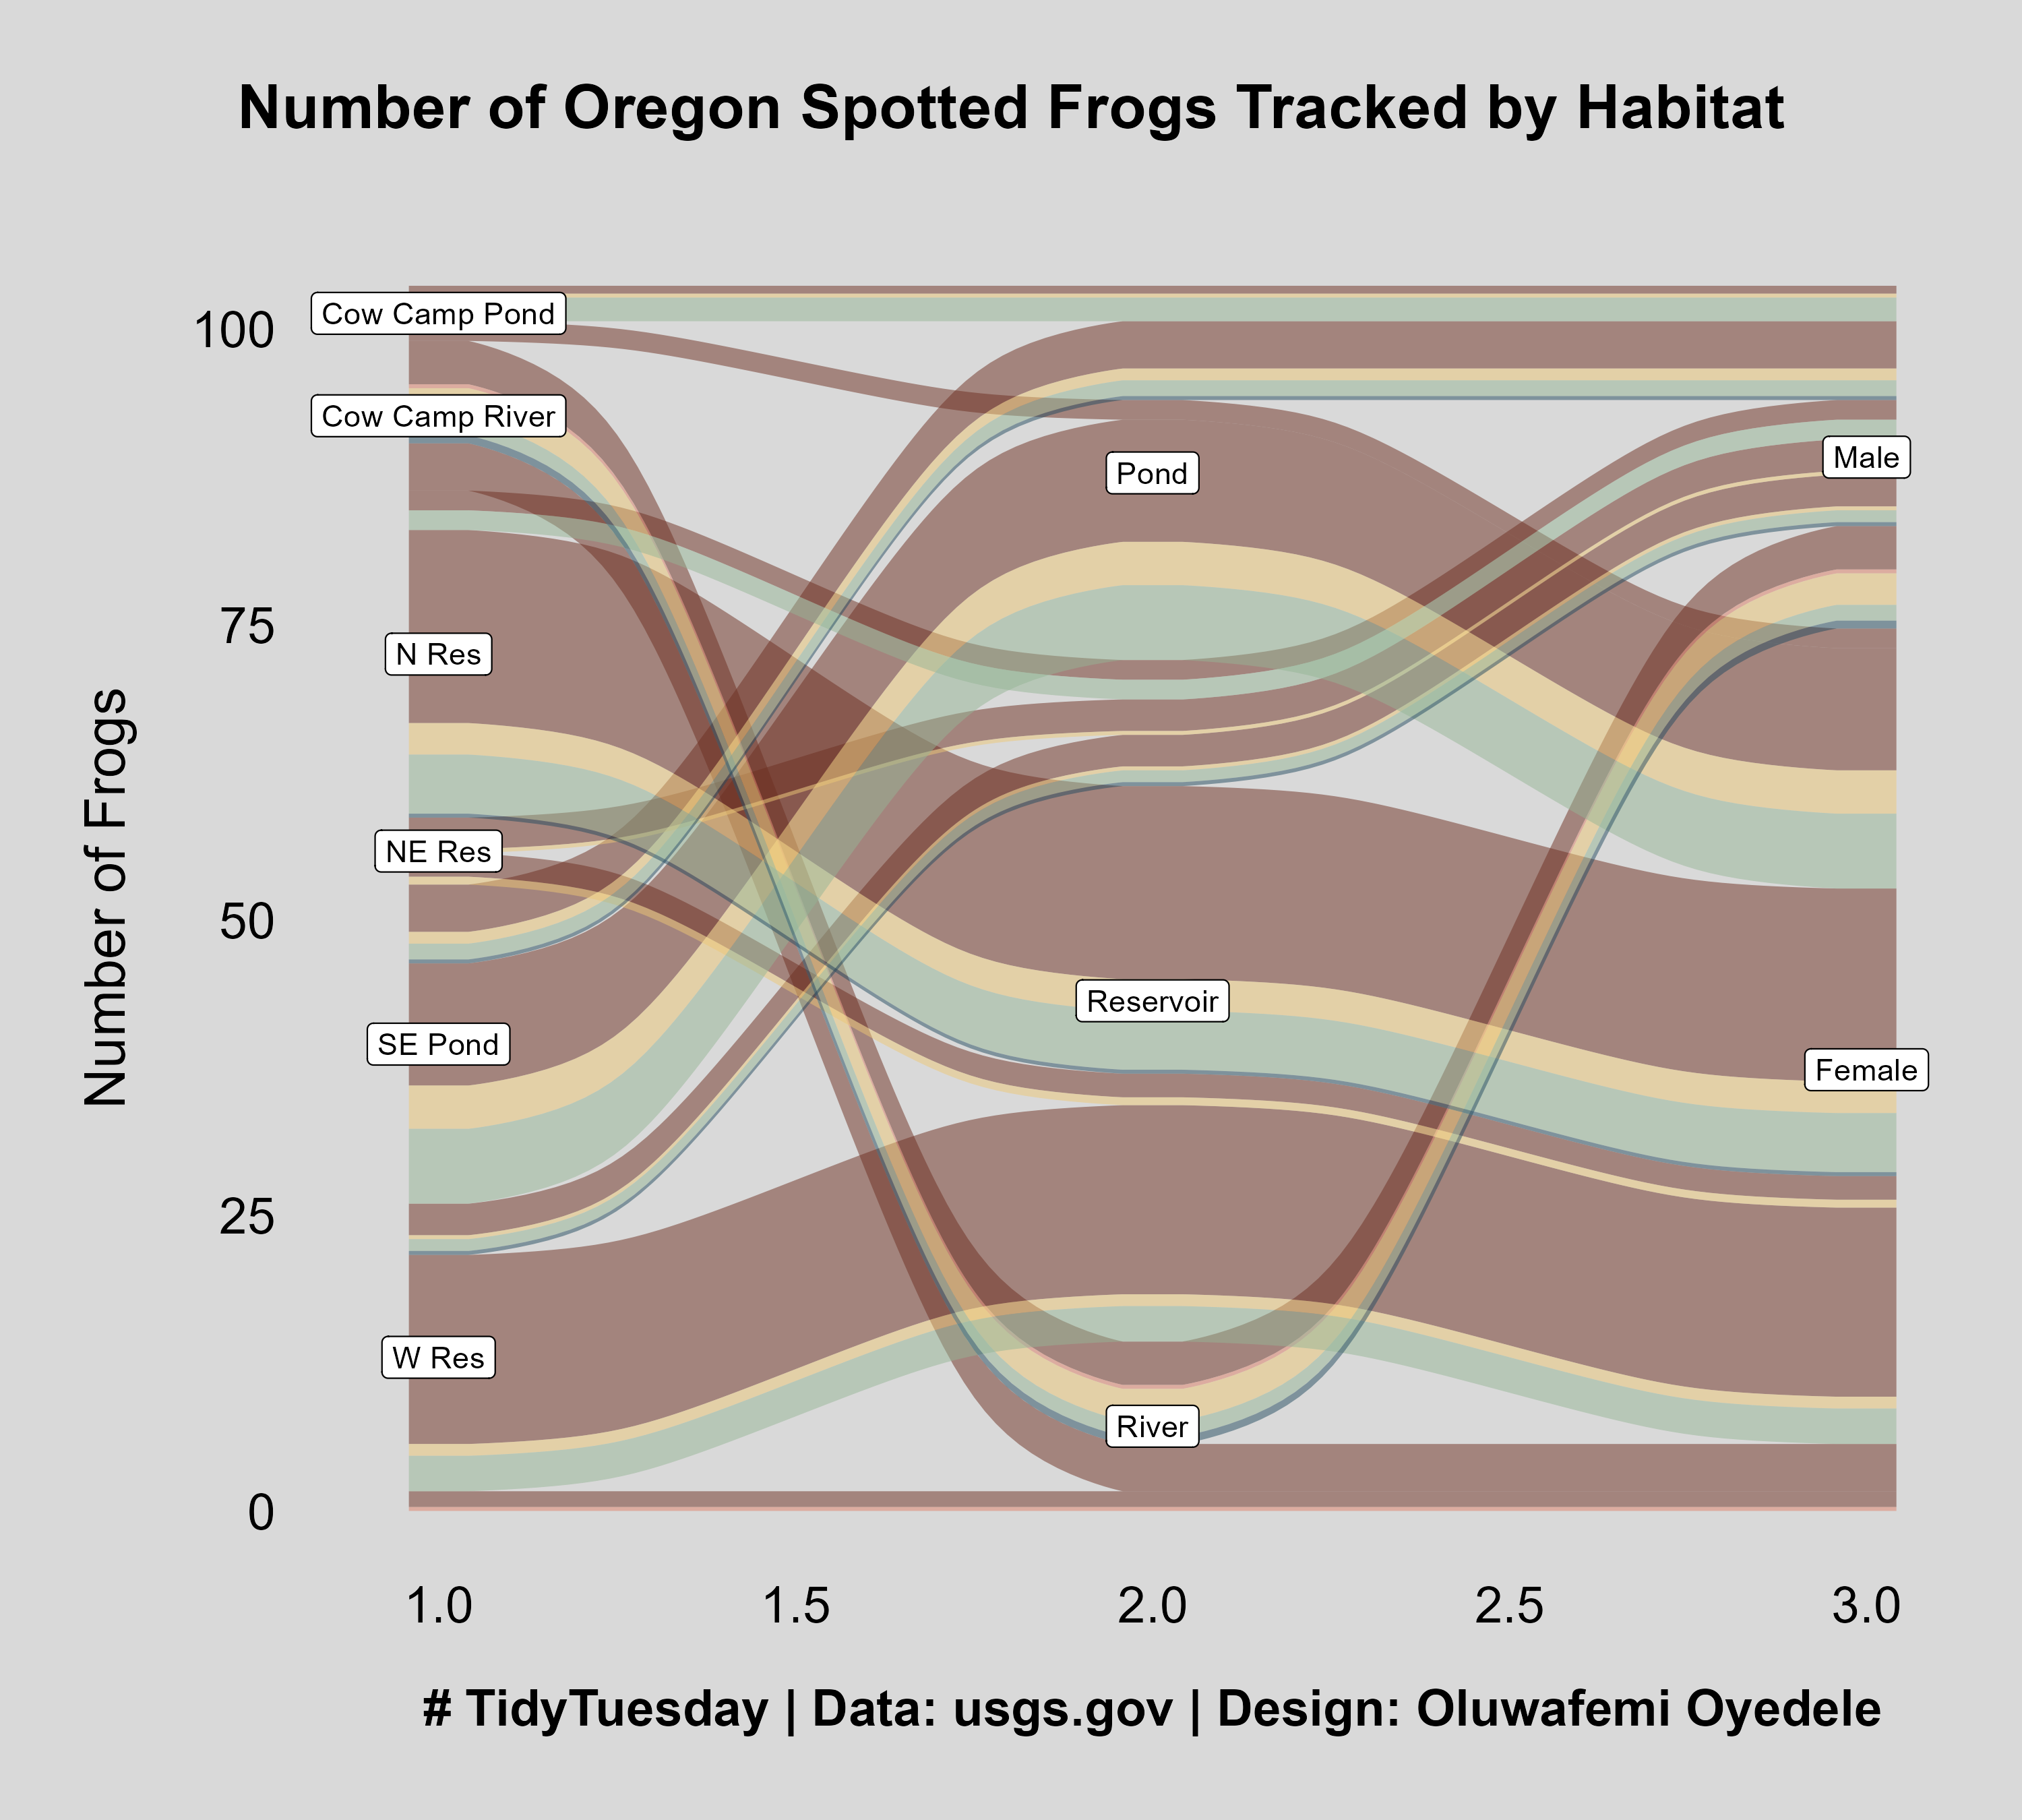 Number of Oregon Spotted Frogs Tracked by Habitat
Number of Frogs
100
75
50
25
0
Cow Camp Pond
Cow Camp River
N Res
NE Res
SE Pond
W Res
Pond
Reservoir
River
Male
Female
1.0 1.5 2.0 2.5 3.0
# TidyTuesday | Data: usgs.gov | Design: Oluwafemi Oyedele